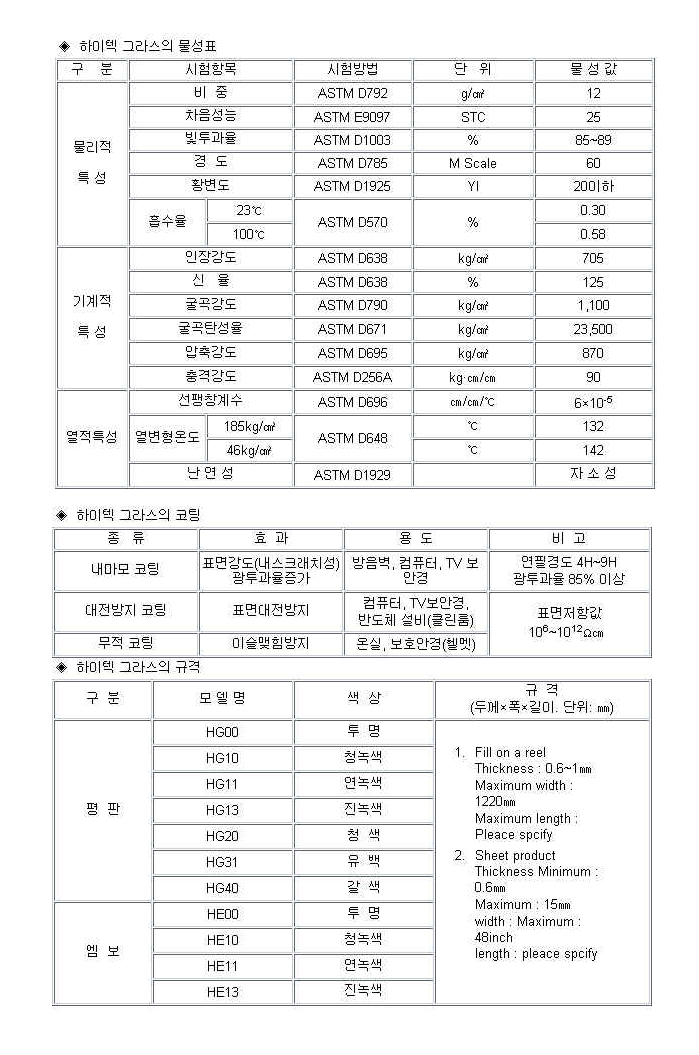 ◈ 하이텍 그라스의 물성표
구 분 시험항목 시험방법 단 위 물 성 값
물리적 특 성 비 중 ASTM D792 g/㎠ 12
차음성능 ASTM E9097 STC 25
빛투과율 ASTM D1003 % 85~89
경 도 ASTM D785 M Scale 60
황변도 ASTM D1925 YI 20이하
흡수율 23℃ ASTM D570 % 0.30
100℃ 0.58
기계적 특 성 인장강도 ASTM D638 kg/㎠ 705
신 율 ASTM D638 % 125
굴곡강도 ASTM D790 kg/㎠ 1,100
굴곡탄성율 ASTM D671 kg/㎠ 23,500
압축강도 ASTM D695 kg/㎠ 870
충격강도 ASTM D256A kg·㎝/㎝ 90
열적특성 선팽창계수 ASTM D696 ㎝/㎝/℃ 6×10-5
열변형온도 185kg/㎠ ASTM D648 ℃ 132
46kg/㎠ ℃ 142
난 연 성 ASTM D1929 자 소 성
◈ 하이텍 그라스의 코팅
종 류 효 과 용 도 비 고
내마모 코팅 표면강도(내스크래치성) 방음벽, 컴퓨터, TV 보 연필경도 4H~9H
광투과율증가 안경 광투과율 85% 이상
대전방지 코팅 표면대전방지 컴퓨터, TV보안경, 표면저항값
반도체 설비(클린룸) 106~1012Ω㎝
무적 코팅 이슬맺힘방지 온실, 보호안경(헬멧)
◈ 하이텍 그라스의 규격
구 분 모 델 명 색 상 규 격
(두께×폭×길이. 단위: ㎜)
평 판 HG00 투 명
HG10 청녹색
HG11 연녹색
HG13 진녹색
HG20 청 색
HG31 유 백
HG40 갈 색
엠 보 HE00 투 명
HE10 청녹색
HE11 연녹색
HE13 진녹색
1. Fill on a reel
Thickness : 0.6~1㎜
Maximum width :
1220㎜
Maximum length :
Pleace spcify
2. Sheet product
Thickness Minimum :
0.6㎜
Maximum : 15㎜
width : Maximum :
48inch
length : pleace spcify